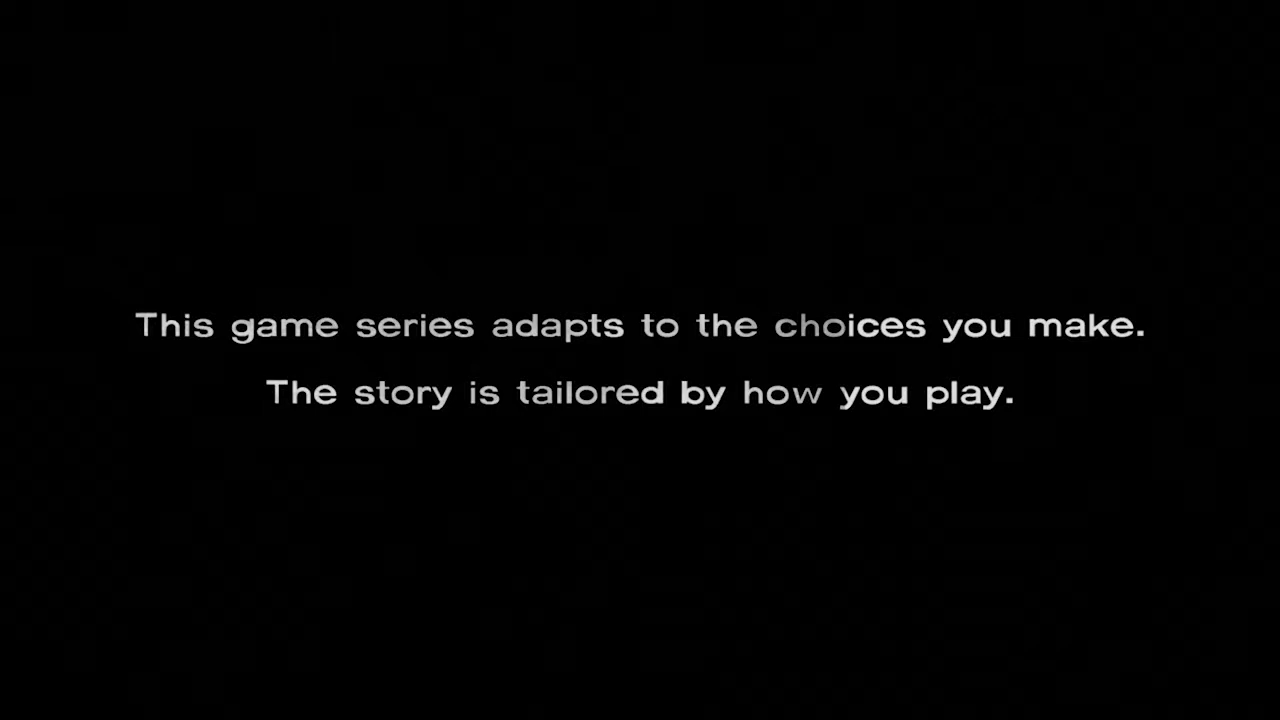 This game series adapts to the choices you make.
The story is tailored by how you play.